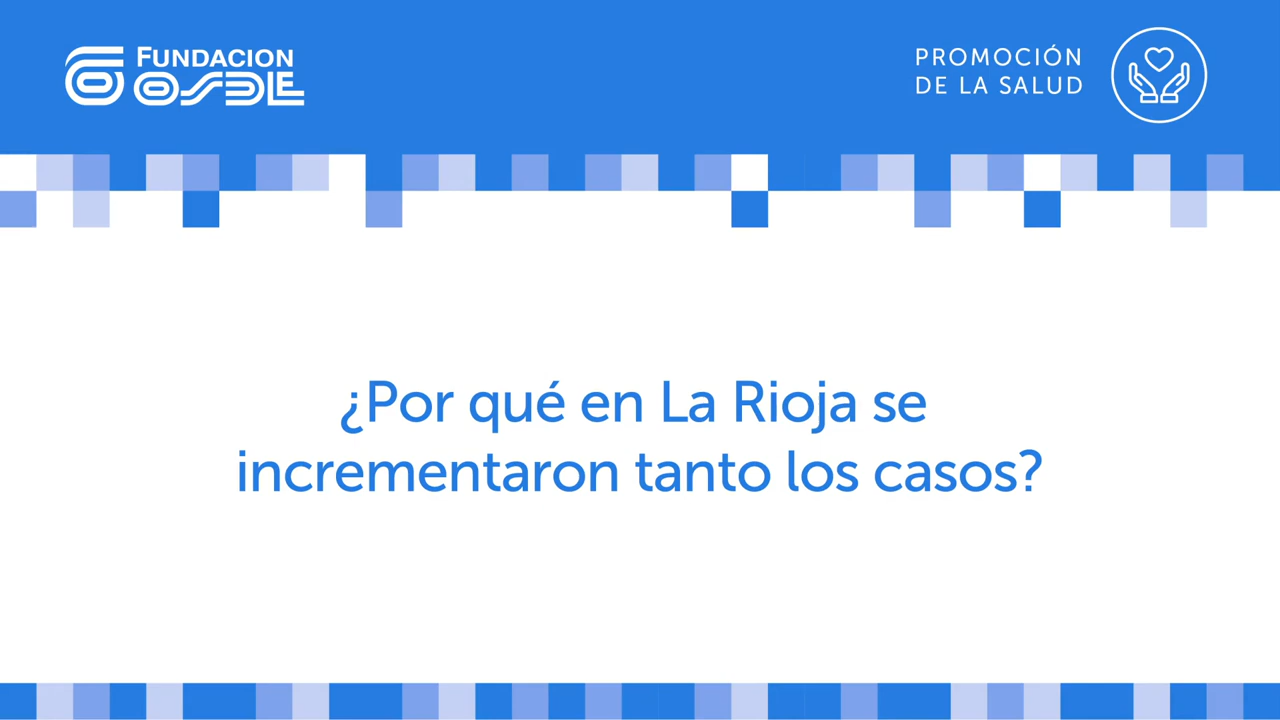 FUNDACION
OSDE
PROMOCIÓN
DE LA SALUD
¿Por qué en La Rioja se
incrementaron tanto los casos?